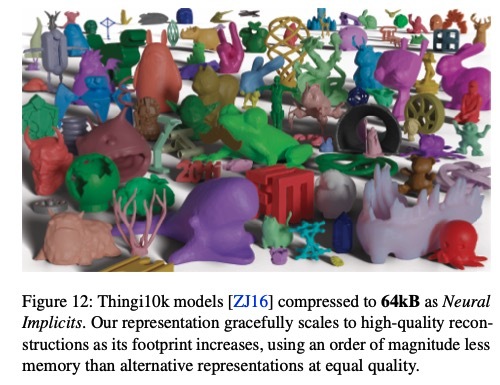 Figure 12: Thingi10k models [ZJ16] compressed to 64kB as Neural
Implicits. Our representation gracefully scales to high-quality recon-
structions as its footprint increases, using an order of magnitude less
memory than alternative representations at equal quality.